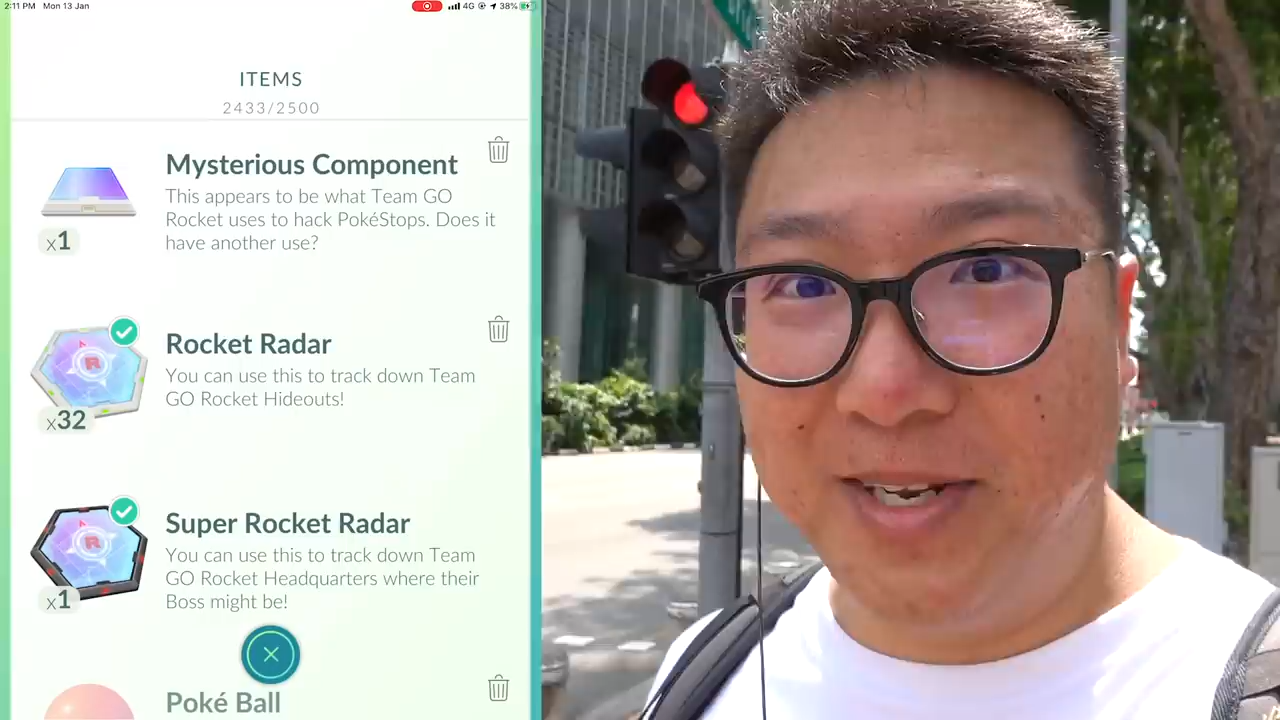 2:11 PM Mon 13 Jan
4G 38%
ITEMS
2433/2500
Mysterious Component
This appears to be what Team GO
Rocket uses to hack PokéStops. Does it
have another use?
x1
Rocket Radar
You can use this to track down Team
GO Rocket Hideouts!
x32
R
Super Rocket Radar
You can use this to track down Team
GO Rocket Headquarters where their
Boss might be!
x1
R
Poké Ball